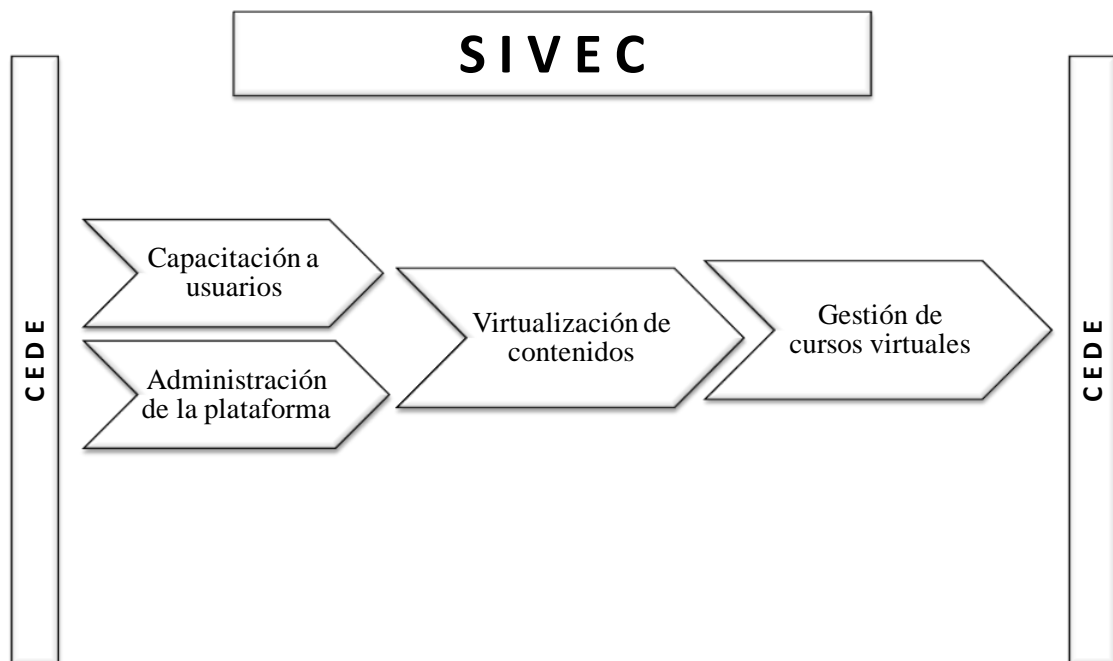 S I V E C
C E D E
Capacitación a
usuarios
Administración
de la plataforma
Virtualización de
contenidos
Gestión de
cursos virtuales
C E D E